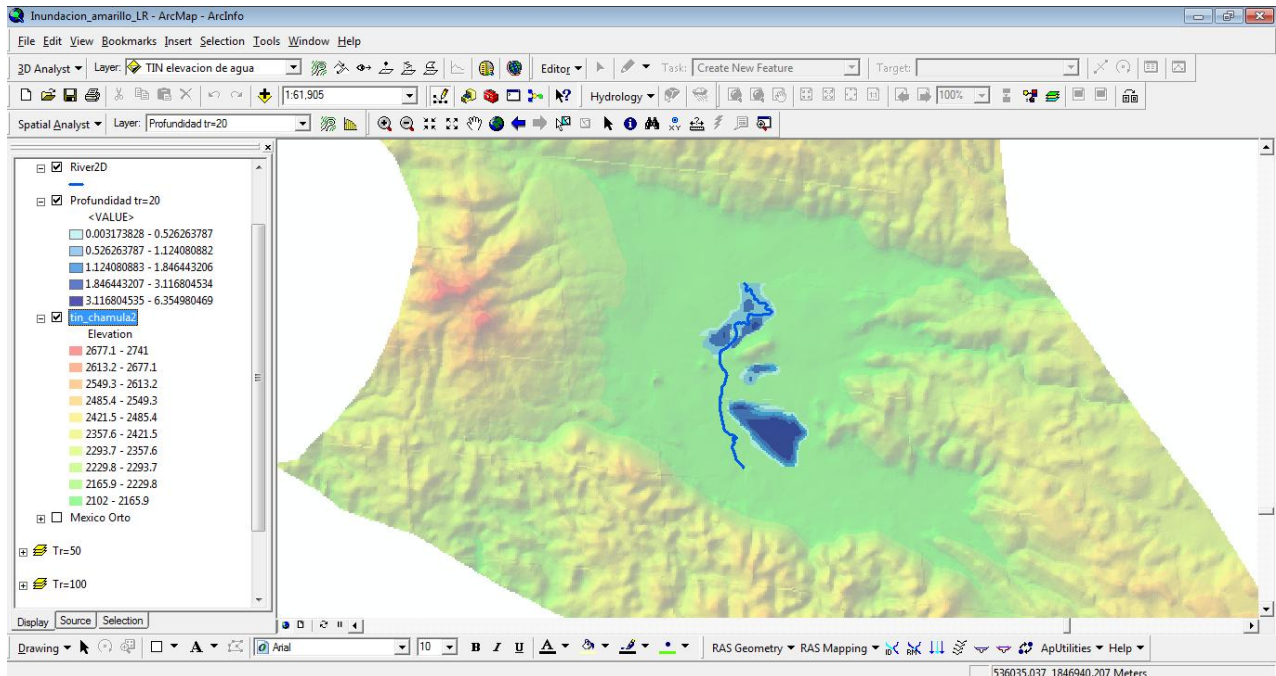 Inundacion_amarillo_LR - ArcMap - ArcInfo
File Edit View Bookmarks Insert Selection Tools Window Help
3D Analyst Layer: TIN elevacion de agua Editor Task: Create New Feature Target:
1:61,905 Hydrology 100%
Spatial Analyst Layer: Profundidad tr=20
River2D
Profundidad tr=20
<VALUE>
0.003173828 - 0.526263787
0.526263787 - 1.124080882
1.124080883 - 1.846443206
1.846443207 - 3.116804534
3.116804535 - 6.354980469
tin_chamula2
Elevation
2677.1 - 2741
2613.2 - 2677.1
2549.3 - 2613.2
2485.4 - 2549.3
2421.5 - 2485.4
2357.6 - 2421.5
2293.7 - 2357.6
2229.8 - 2293.7
2165.9 - 2229.8
2102 - 2165.9
Mexico Orto
Tr=50
Tr=100
Display Source Selection
Drawing A Arial 10 B I U A RAS Geometry RAS Mapping ApUtilities Help
536035.037 1846940.207 Meters